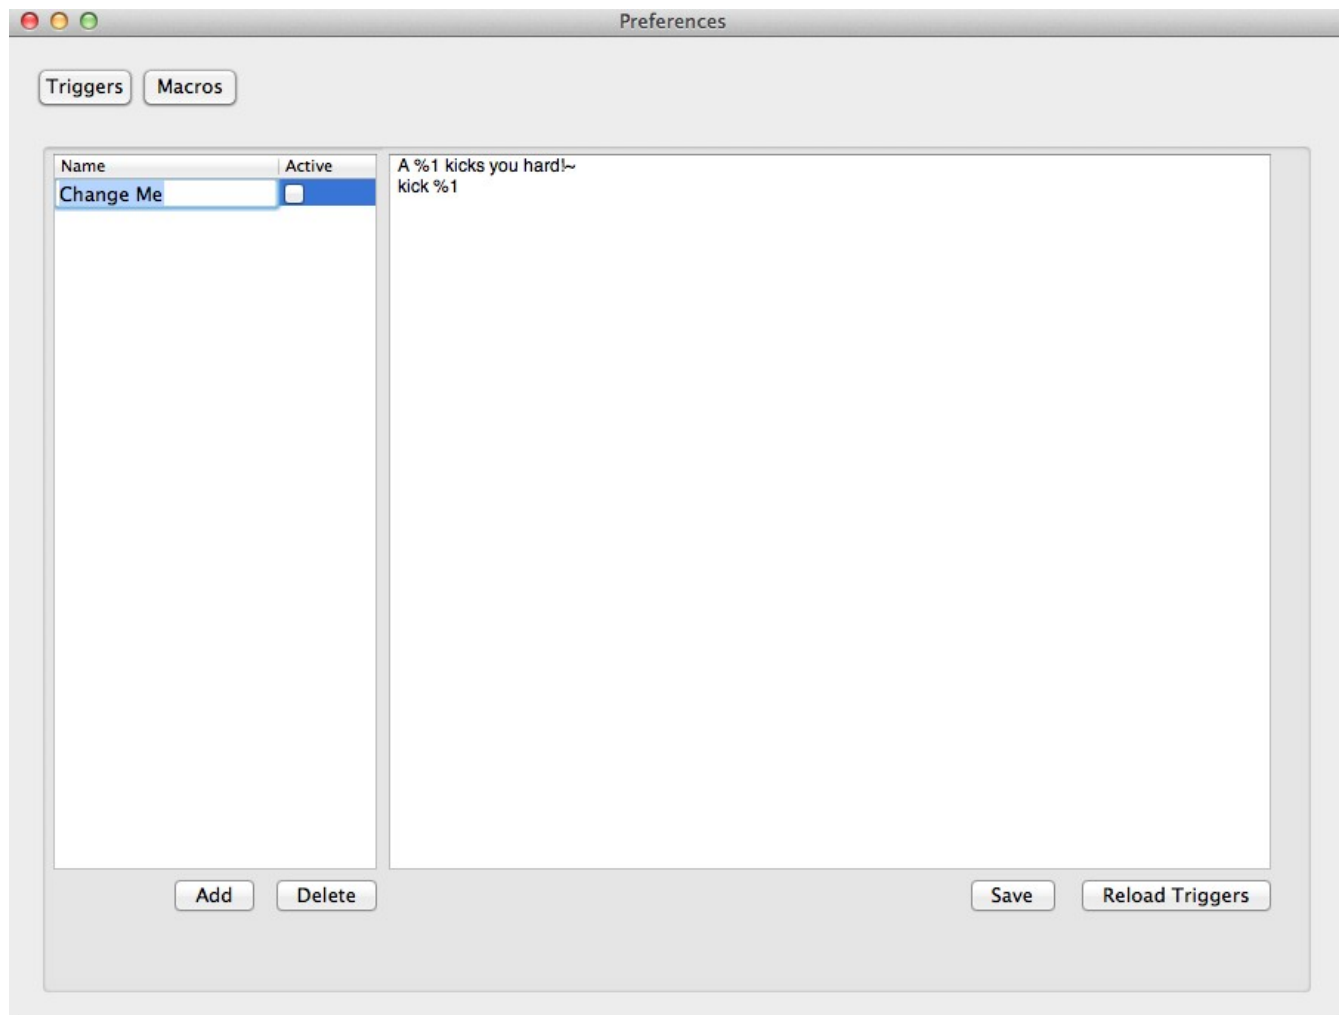 Preferences
Triggers Macros
Name Active
Change Me
A %1 kicks you hard!~
kick %1
Add Delete Save Reload Triggers